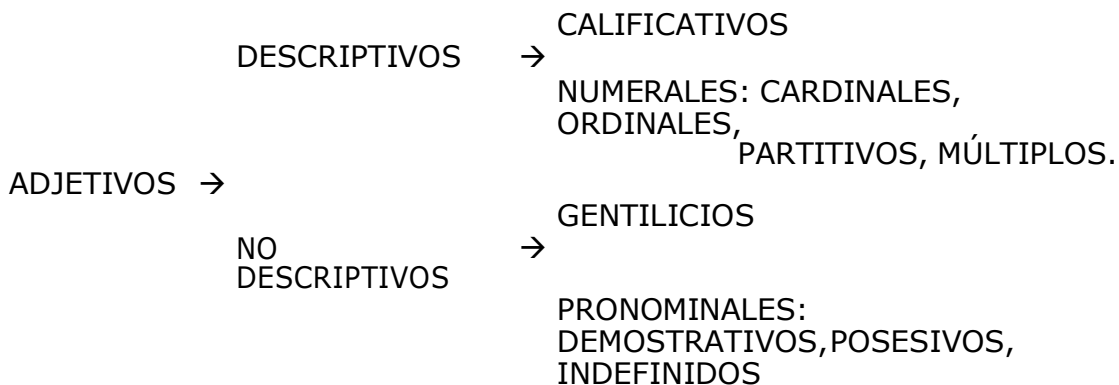 CALIFICATIVOS
DESCRIPTIVOS →
NUMERALES: CARDINALES,
ORDINALES,
PARTITIVOS, MÚLTIPLOS.
ADJETIVOS →
GENTILICIOS
NO →
DESCRIPTIVOS
PRONOMINALES:
DEMOSTRATIVOS,POSESIVOS,
INDEFINIDOS